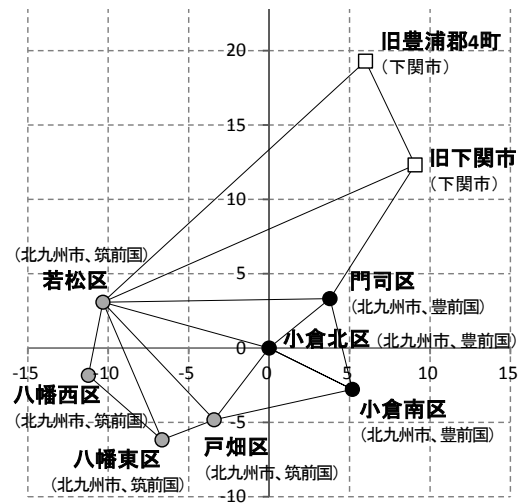 旧豊浦郡4町
（下関市）
旧下関市
（下関市）
（北九州市、筑前国）
若松区
門司区
（北九州市、豊前国）
小倉北区（北九州市、豊前国）
八幡西区
（北九州市、筑前国）
八幡東区
（北九州市、筑前国）
戸畑区
（北九州市、筑前国）
小倉南区
（北九州市、豊前国）
20
15
10
5
0
-5
-10
-15
-10
-5
0
5
10
15